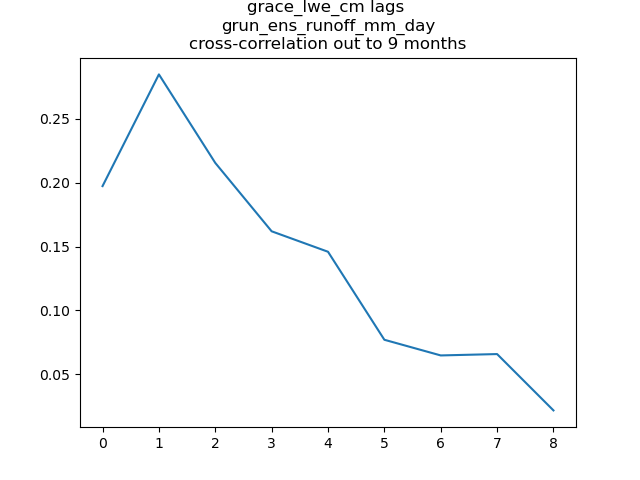 grace_lwe_cm lags
grun_ens_runoff_mm_day
cross-correlation out to 9 months
0.25
0.20
0.15
0.10
0.05
0 1 2 3 4 5 6 7 8